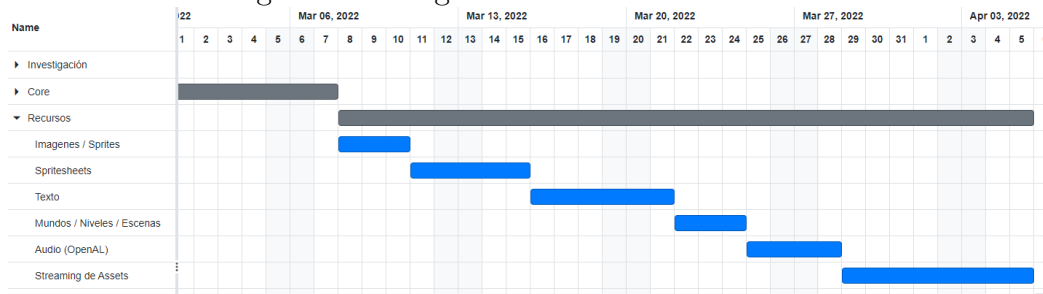 :22 Mar 06, 2022 Mar 13, 2022 Mar 20, 2022 Mar 27, 2022 Apr 03, 2022
Name
1 2 3 4 5 6 7 8 9 10 11 12 13 14 15 16 17 18 19 20 21 22 23 24 25 26 27 28 29 30 31 1 2 3 4 5
Investigación
Core
Recursos
Imagenes / Sprites
Spritesheets
Texto
Mundos / Niveles / Escenas
Audio (OpenAL)
Streaming de Assets